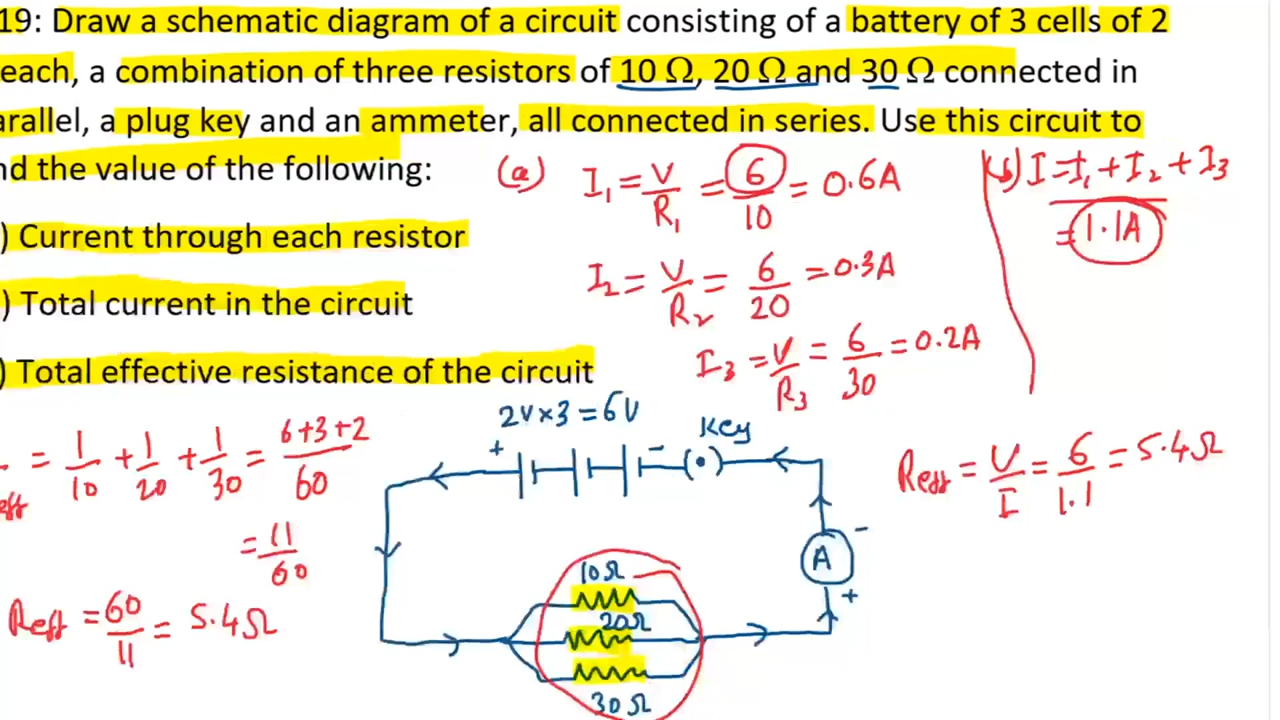 19: Draw a schematic diagram of a circuit consisting of a battery of 3 cells of 2
each, a combination of three resistors of 10 Ω, 20 Ω and 30 Ω connected in
arallel, a plug key and an ammeter, all connected in series. Use this circuit to
nd the value of the following:
) Current through each resistor
) Total current in the circuit
) Total effective resistance of the circuit
(a) I₁ = V/R₁ = 6/10 = 0.6A
I₂ = V/R₂ = 6/20 = 0.3A
I₃ = V/R₃ = 6/30 = 0.2A
(b) I = I₁ + I₂ + I₃
= 1.1A
= 1/10 + 1/20 + 1/30 = 6+3+2/60
eff
= 11/60
Reff = 60/11 = 5.4Ω
2V×3=6V
+ − Key
Reff = V/I = 6/1.1 = 5.4Ω
−
A
+
10Ω
20Ω
30Ω